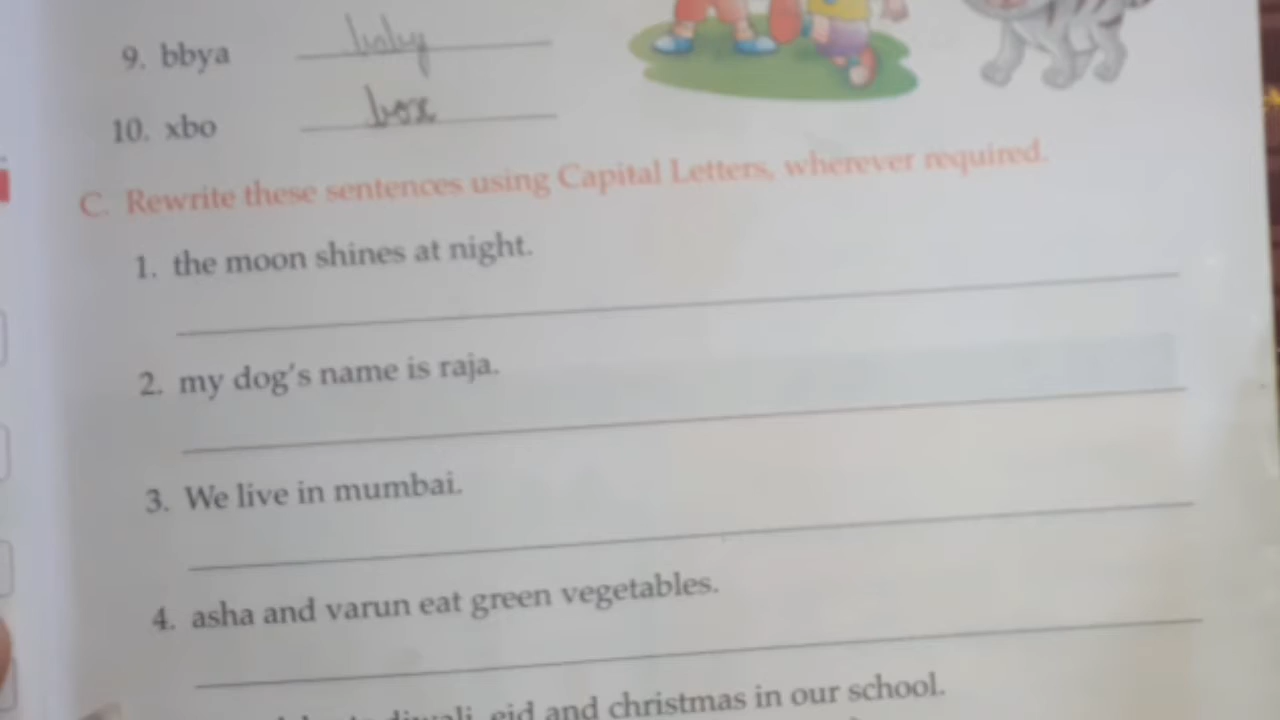 9. bbya baby
10. xbo box
C. Rewrite these sentences using Capital Letters, wherever required.
1. the moon shines at night.
2. my dog's name is raja.
3. We live in mumbai.
4. asha and varun eat green vegetables.
diwali, eid and christmas in our school.